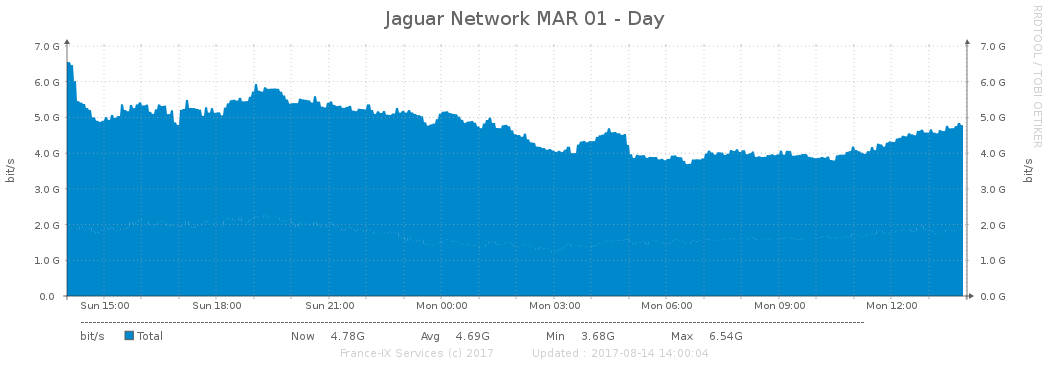 Jaguar Network MAR 01 - Day
RRDTOOL / TOBI OETIKER
7.0 G 7.0 G
6.0 G 6.0 G
5.0 G 5.0 G
4.0 G 4.0 G
3.0 G 3.0 G
2.0 G 2.0 G
1.0 G 1.0 G
0.0 0.0 G
bit/s bit/s
Sun 15:00 Sun 18:00 Sun 21:00 Mon 00:00 Mon 03:00 Mon 06:00 Mon 09:00 Mon 12:00
bit/s Total Now 4.78G Avg 4.69G Min 3.68G Max 6.54G
France-IX Services (c) 2017 Updated : 2017-08-14 14:00:04